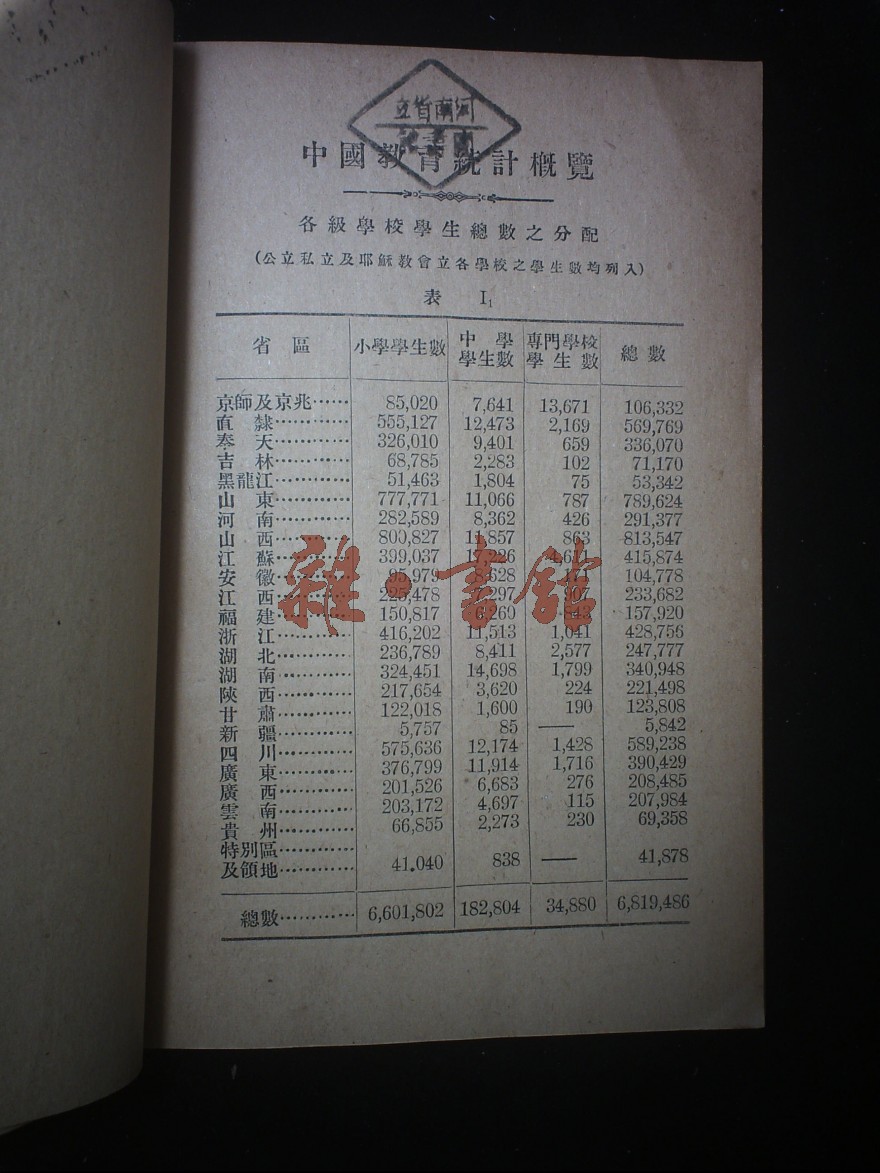 河南省立
中國教育統計概覽
各級學校學生總數之分配
(公立私立及耶穌教會立各學校之學生數均列入)
表 I₁
省區 小學學生數 中學學生數 專門學校學生數 總數
京師及京兆…… 85,020 7,641 13,671 106,332
直隸………… 555,127 12,473 2,169 569,769
奉天………… 326,010 9,401 659 336,070
吉林………… 68,785 2,283 102 71,170
黑龍江……… 51,463 1,804 75 53,342
山東………… 777,771 11,066 787 789,624
河南………… 282,589 8,362 426 291,377
山西………… 800,827 11,857 863 813,547
江蘇………… 399,037 415,874
安徽………… 95,979 8,628 171 104,778
江西………… 7,297 233,682
福建………… 150,817 6,260 843 157,920
浙江………… 416,202 11,513 1,041 428,756
湖北………… 236,789 8,411 2,577 247,777
湖南………… 324,451 14,698 1,799 340,948
陝西………… 217,654 3,620 224 221,498
甘肅………… 122,018 1,600 190 123,808
新疆………… 5,757 85 —— 5,842
四川………… 575,636 12,174 1,428 589,238
廣東………… 376,799 11,914 1,716 390,429
廣西………… 201,526 6,683 276 208,485
雲南………… 203,172 4,697 115 207,984
貴州………… 66,855 2,273 230 69,358
特別區…………
及領地………… 41.040 838 —— 41,878
總數………… 6,601,802 182,804 34,880 6,819,486
雜·書館